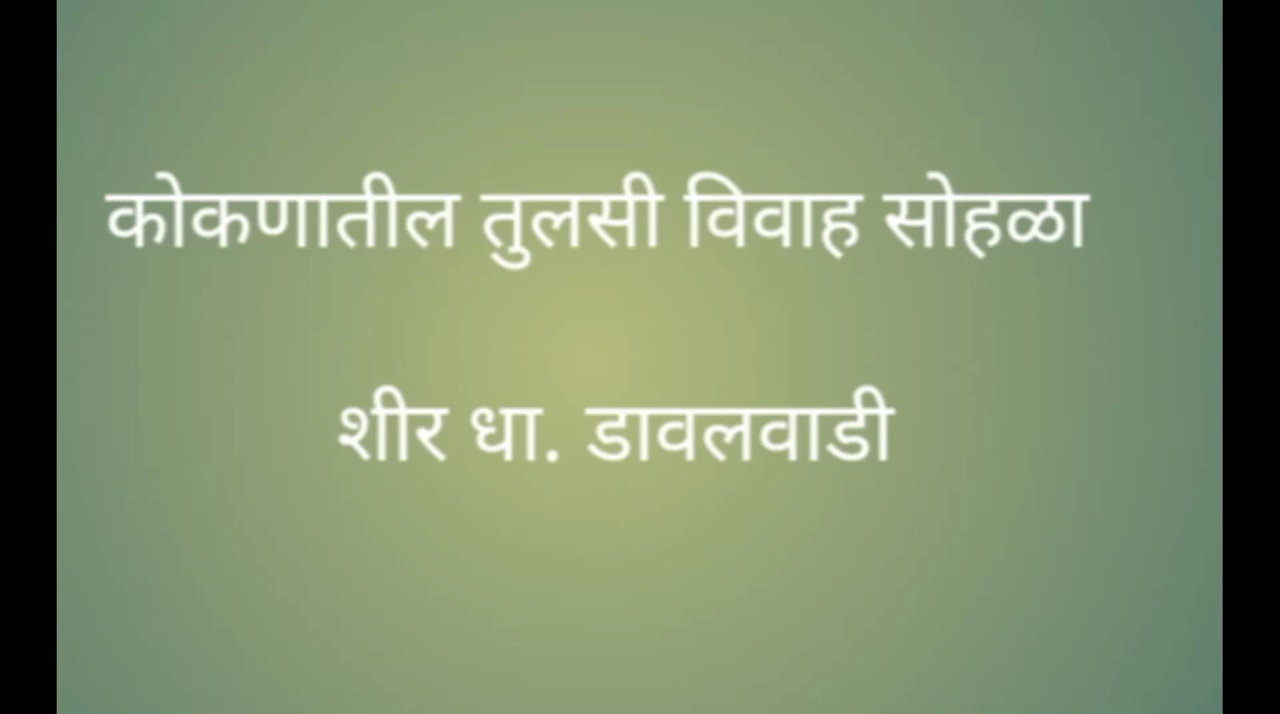 कोकणातील तुलसी विवाह सोहळा
शीर धा. डावलवाडी